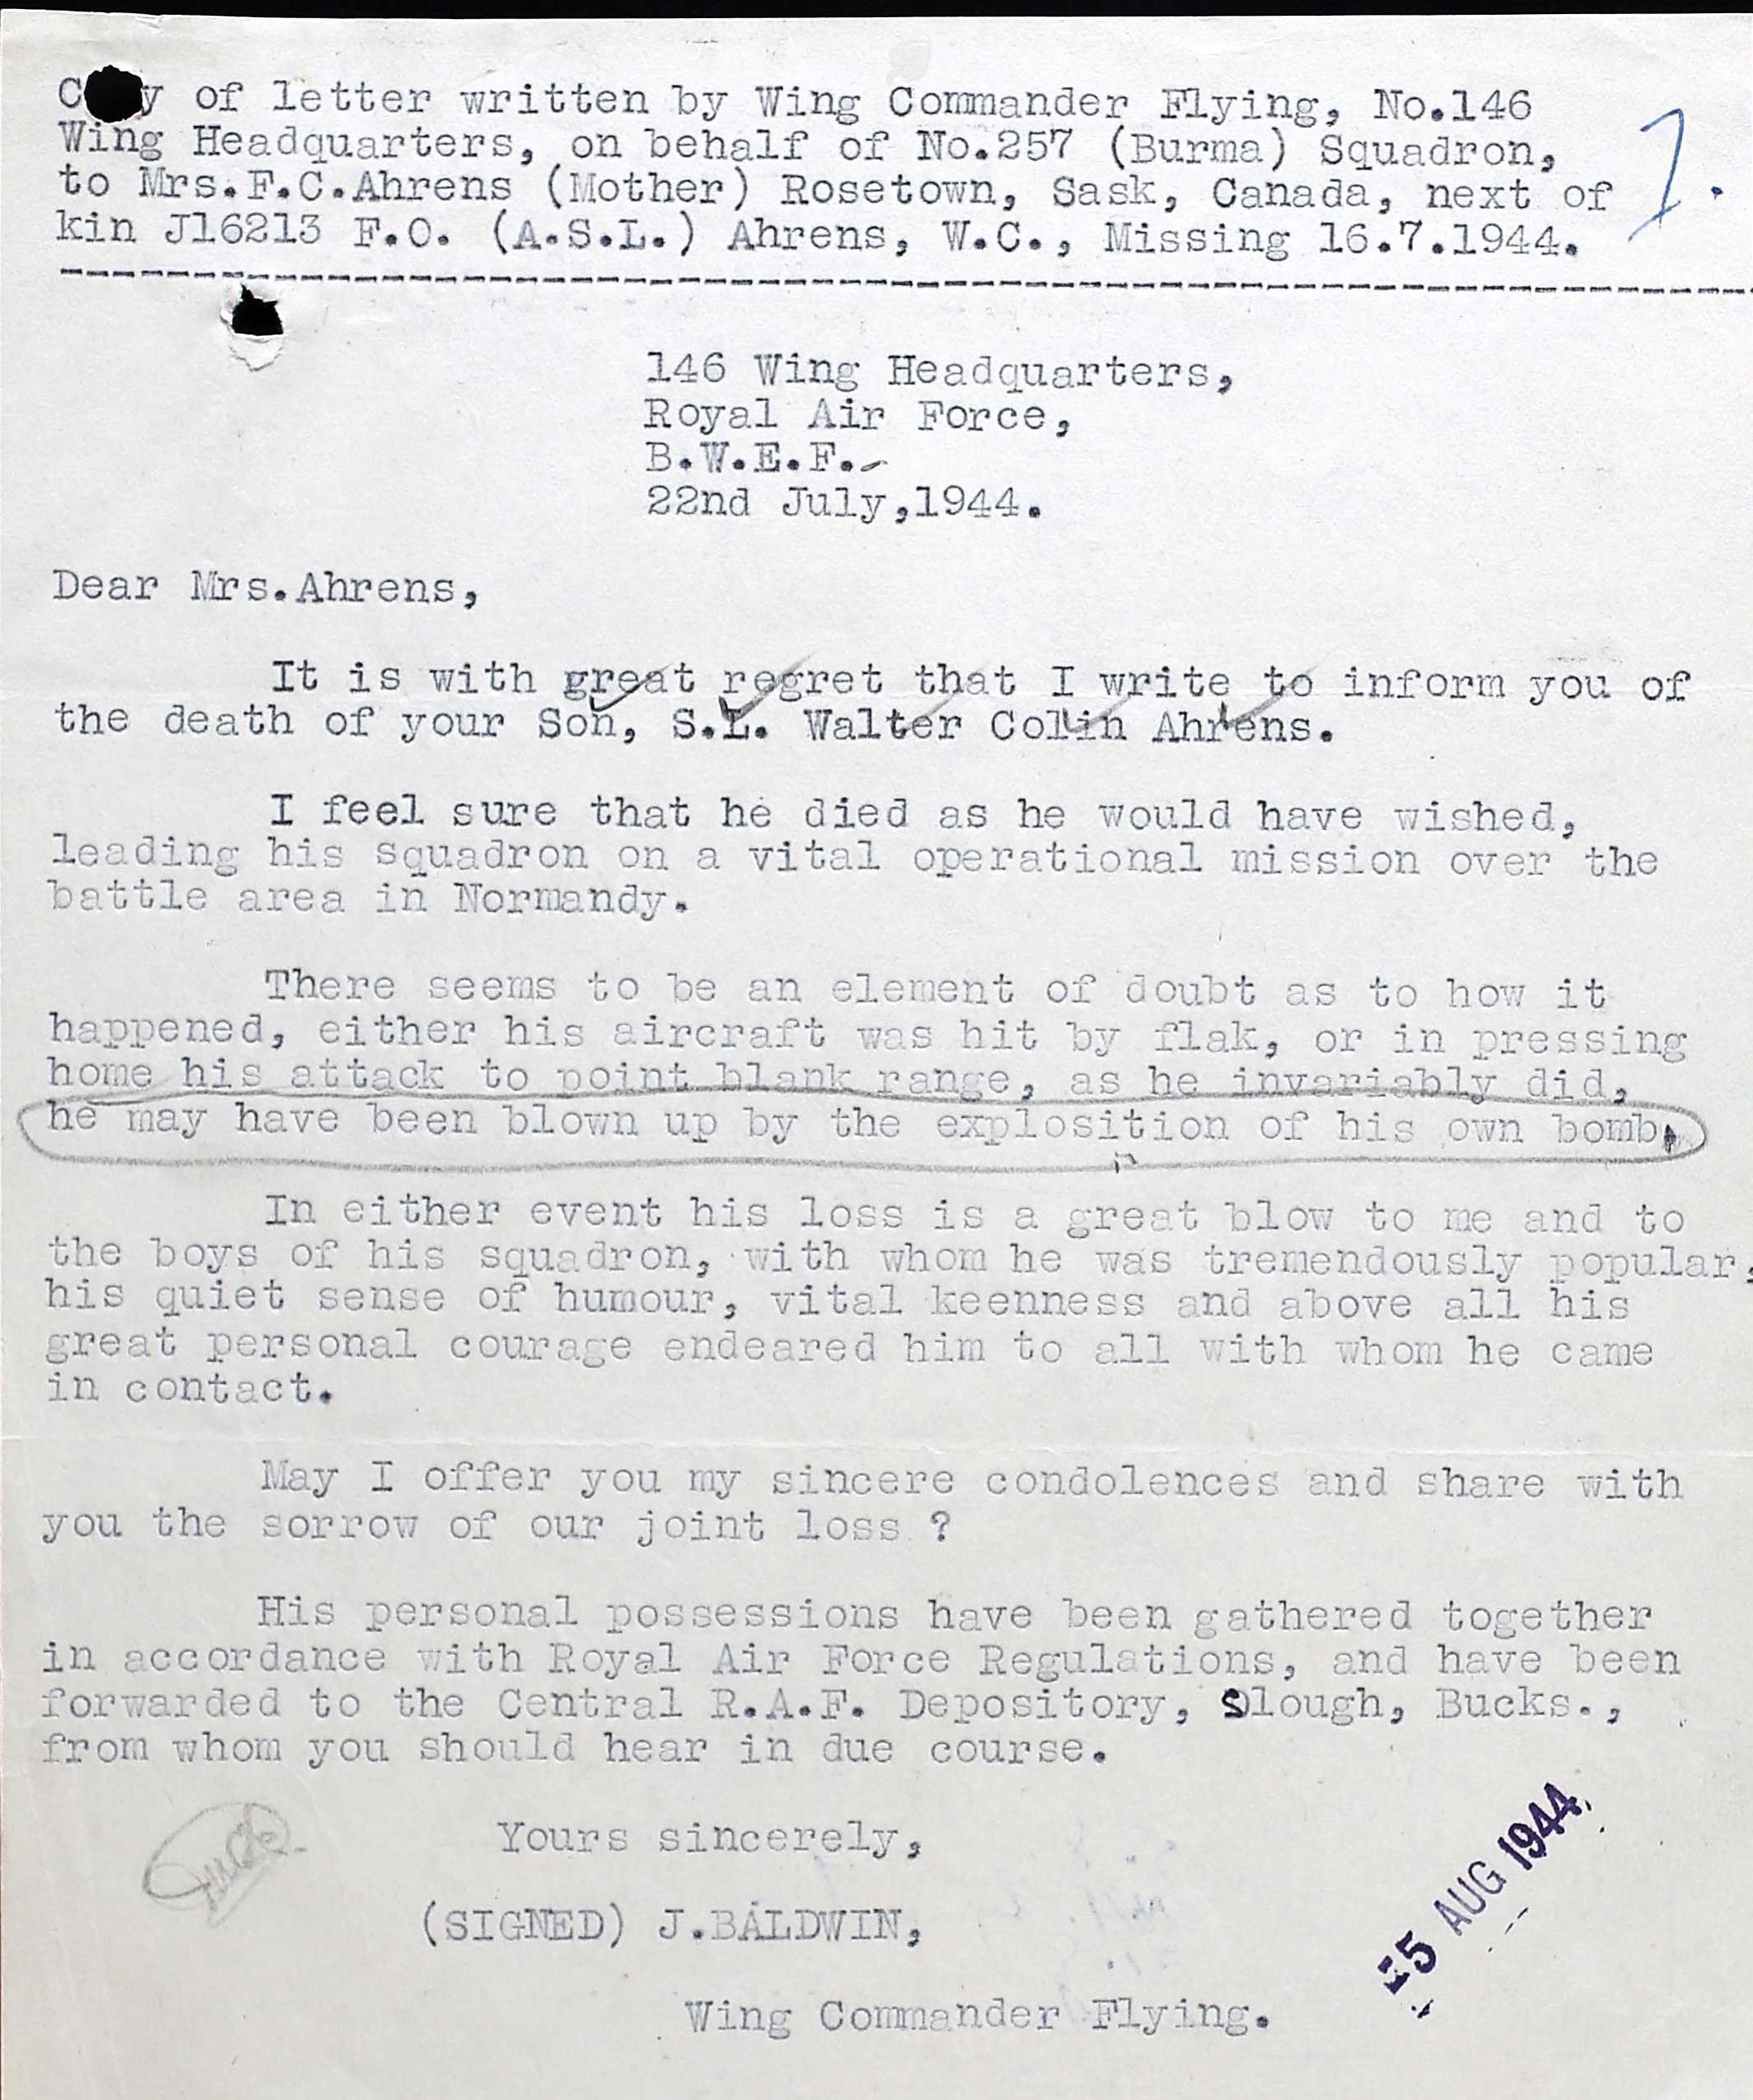 C y of letter written by Wing Commander Flying, No.146
Wing Headquarters, on behalf of No.257 (Burma) Squadron,
to Mrs.F.C.Ahrens (Mother) Rosetown, Sask, Canada, next of
kin J16213 F.O. (A.S.L.) Ahrens, W.C., Missing 16.7.1944.
1.
146 Wing Headquarters,
Royal Air Force,
B.W.E.F.-
22nd July,1944.
Dear Mrs.Ahrens,
It is with great regret that I write to inform you of
the death of your Son, S.L. Walter Colin Ahrens.
I feel sure that he died as he would have wished,
leading his squadron on a vital operational mission over the
battle area in Normandy.
There seems to be an element of doubt as to how it
happened, either his aircraft was hit by flak, or in pressing
home his attack to point blank range, as he invariably did,
he may have been blown up by the explosition of his own bomb.
In either event his loss is a great blow to me and to
the boys of his squadron, with whom he was tremendously popular,
his quiet sense of humour, vital keenness and above all his
great personal courage endeared him to all with whom he came
in contact.
May I offer you my sincere condolences and share with
you the sorrow of our joint loss ?
His personal possessions have been gathered together
in accordance with Royal Air Force Regulations, and have been
forwarded to the Central R.A.F. Depository, Slough, Bucks.,
from whom you should hear in due course.
Yours sincerely,
(SIGNED) J.BALDWIN,
Wing Commander Flying.
5 AUG 1944